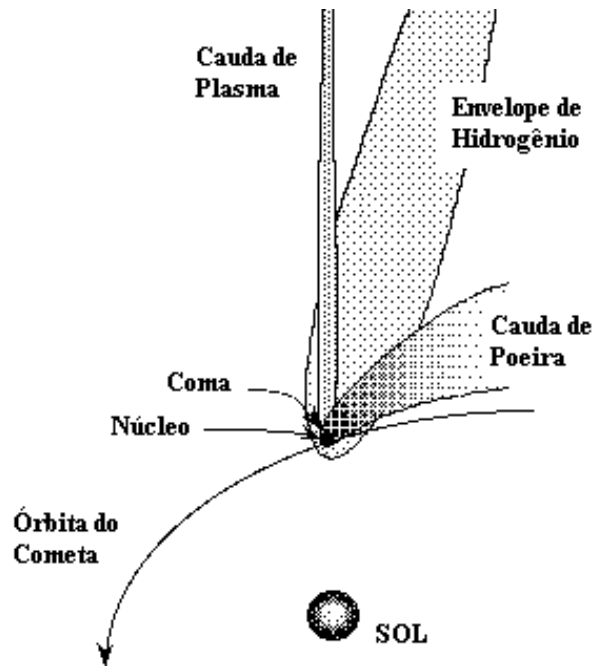 Cauda de
Plasma
Envelope de
Hidrogênio
Cauda de
Poeira
Coma
Núcleo
Órbita do
Cometa
SOL